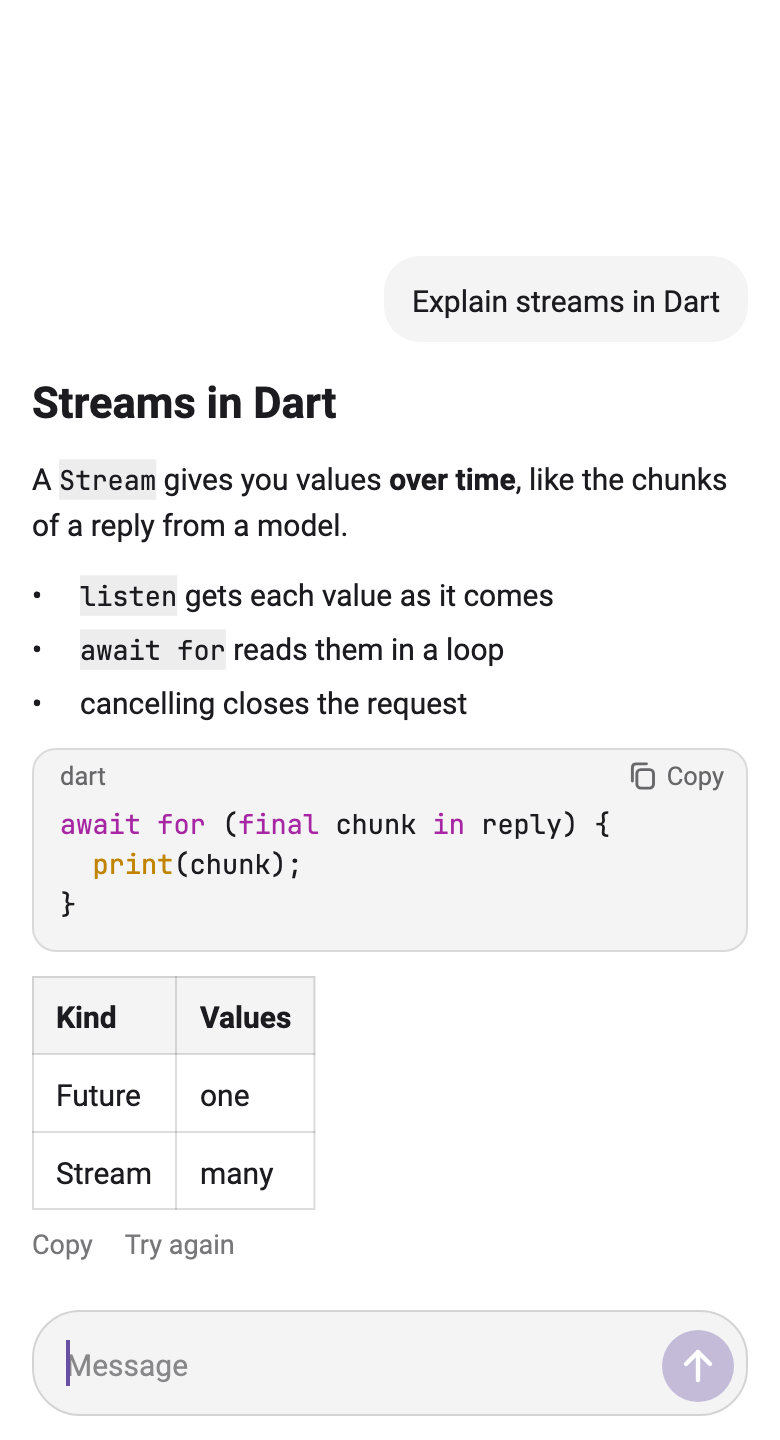 Explain streams in Dart
Streams in Dart
A Stream gives you values over time, like the chunks
of a reply from a model.
• listen gets each value as it comes
• await for reads them in a loop
• cancelling closes the request
dart Copy
await for (final chunk in reply) {
  print(chunk);
}
Kind Values
Future one
Stream many
Copy Try again
Message